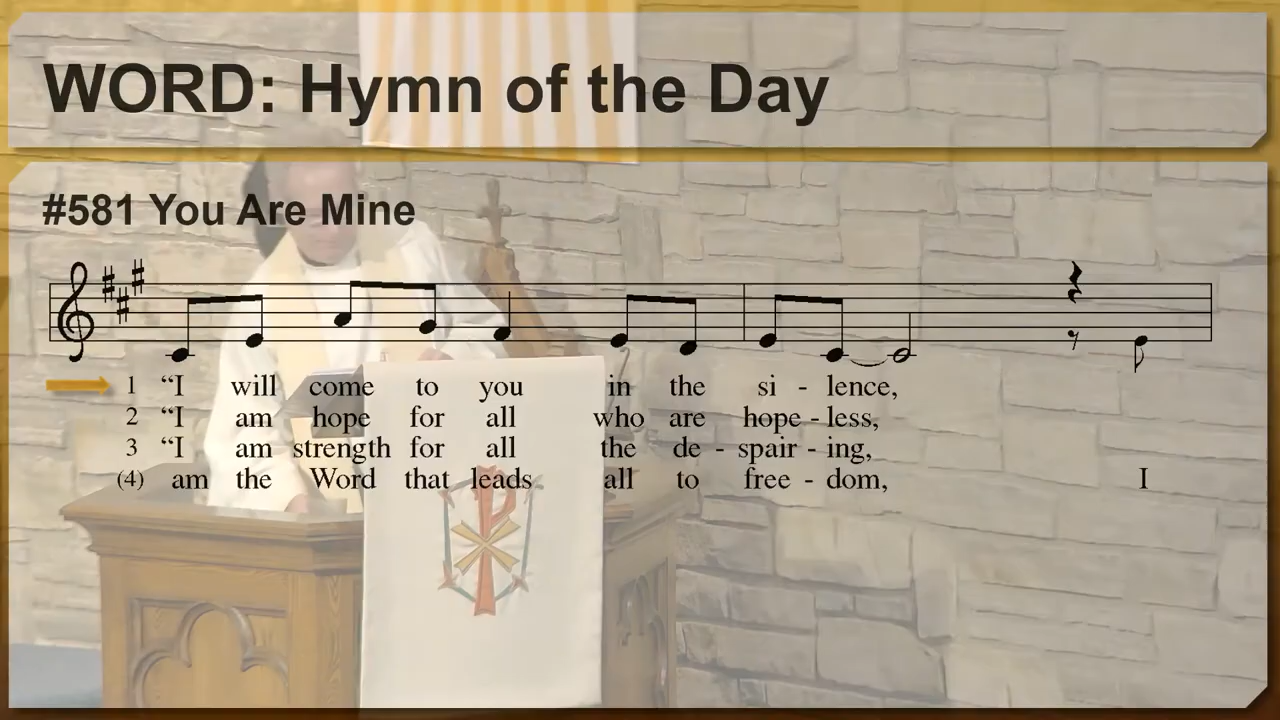 WORD: Hymn of the Day
#581 You Are Mine
1 “I will come to you in the si - lence,
2 “I am hope for all who are hope - less,
3 “I am strength for all the de - spair - ing,
(4) am the Word that leads all to free - dom, I